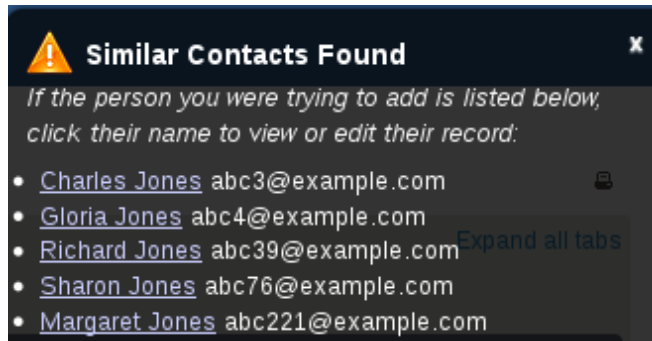 Similar Contacts Found
x
If the person you were trying to add is listed below,
click their name to view or edit their record:
Charles Jones abc3@example.com
Gloria Jones abc4@example.com
Richard Jones abc39@example.com
Expand all tabs
Sharon Jones abc76@example.com
Margaret Jones abc221@example.com